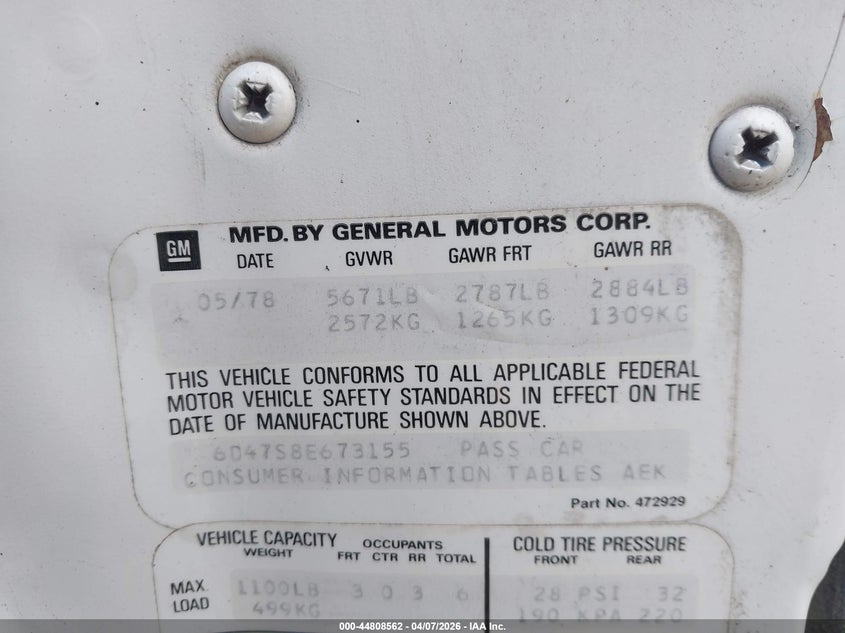 GM
MFD. BY GENERAL MOTORS CORP.
DATE GVWR GAWR FRT GAWR RR
05/78 5671LB 2787LB 2884LB
2572KG 1265KG 1309KG
THIS VEHICLE CONFORMS TO ALL APPLICABLE FEDERAL
MOTOR VEHICLE SAFETY STANDARDS IN EFFECT ON THE
DATE OF MANUFACTURE SHOWN ABOVE.
6D47S8E673155 PASS CAR
CONSUMER INFORMATION TABLES AEK
Part No. 472929
VEHICLE CAPACITY OCCUPANTS COLD TIRE PRESSURE
WEIGHT FRT CTR RR TOTAL FRONT REAR
MAX. LOAD 1100LB 3 0 3 6 28 PSI 32
499KG 190 KPA 220
000-44808562 - 04/07/2026 - IAA Inc.